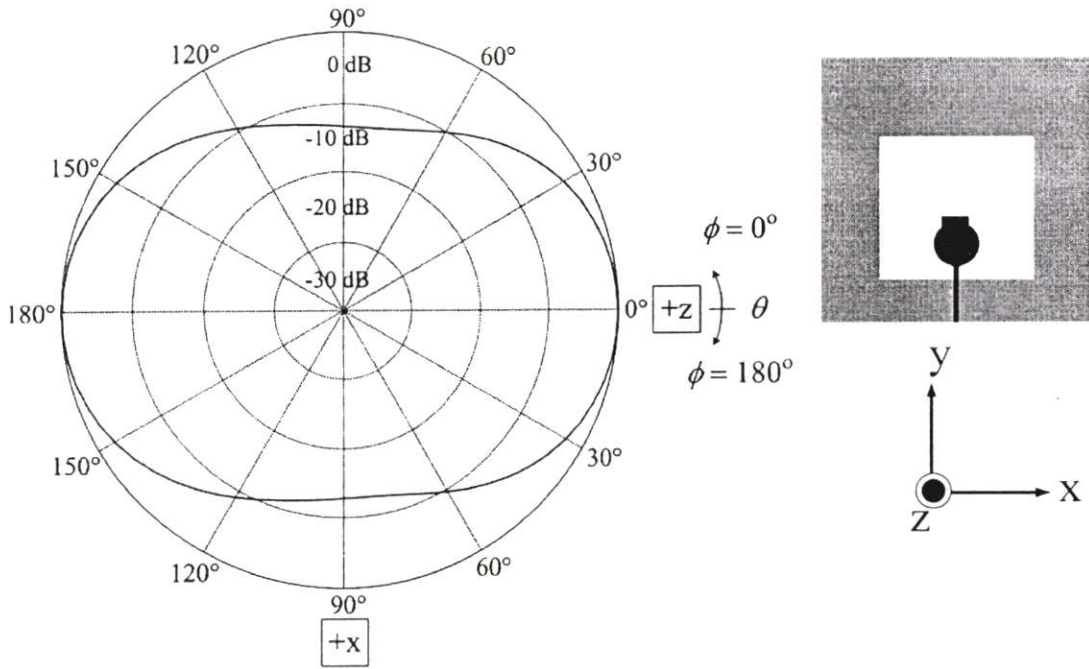 90°
120°
60°
0 dB
-10 dB
150°
30°
-20 dB
ϕ = 0°
-30 dB
180°
0°
+z
θ
ϕ = 180°
y
150°
30°
x
z
120°
60°
90°
+x